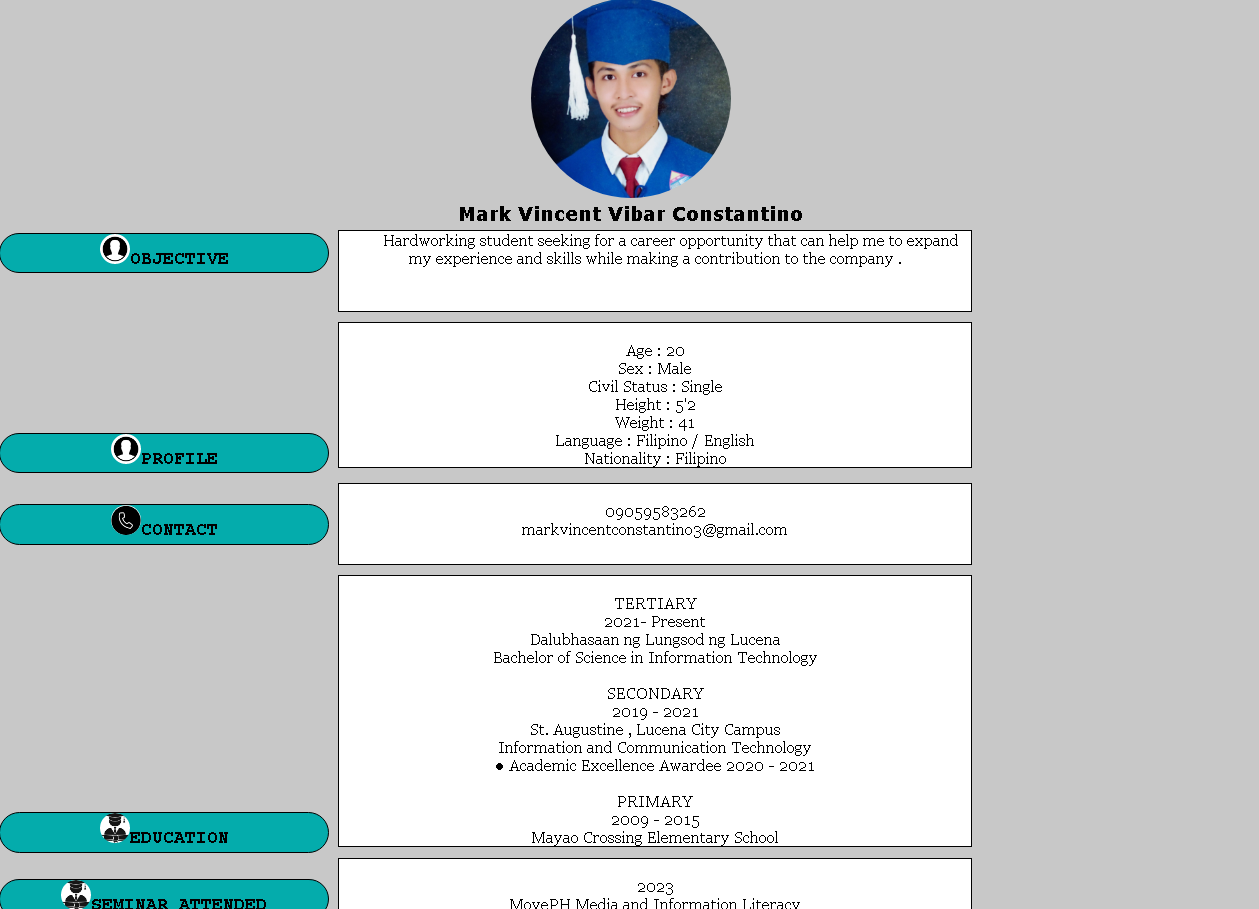 Mark Vincent Vibar Constantino
OBJECTIVE
Hardworking student seeking for a career opportunity that can help me to expand
my experience and skills while making a contribution to the company .
PROFILE
Age : 20
Sex : Male
Civil Status : Single
Height : 5'2
Weight : 41
Language : Filipino / English
Nationality : Filipino
CONTACT
09059583262
markvincentconstantino3@gmail.com
EDUCATION
TERTIARY
2021- Present
Dalubhasaan ng Lungsod ng Lucena
Bachelor of Science in Information Technology
SECONDARY
2019 - 2021
St. Augustine , Lucena City Campus
Information and Communication Technology
● Academic Excellence Awardee 2020 - 2021
PRIMARY
2009 - 2015
Mayao Crossing Elementary School
SEMINAR ATTENDED
2023
MovePH Media and Information Literacy